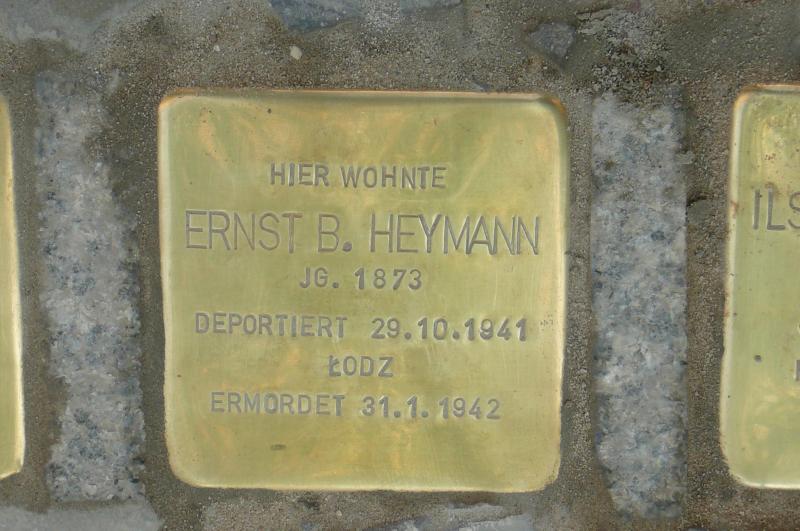 HIER WOHNTE
ERNST B. HEYMANN
JG. 1873
DEPORTIERT 29.10.1941
ŁODZ
ERMORDET 31.1.1942